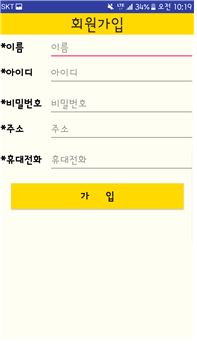 SKT LTE 34% 오전 10:19
회원가입
*이름 이름
*아이디 아이디
*비밀번호 비밀번호
*주소 주소
*휴대전화 휴대전화
가 입